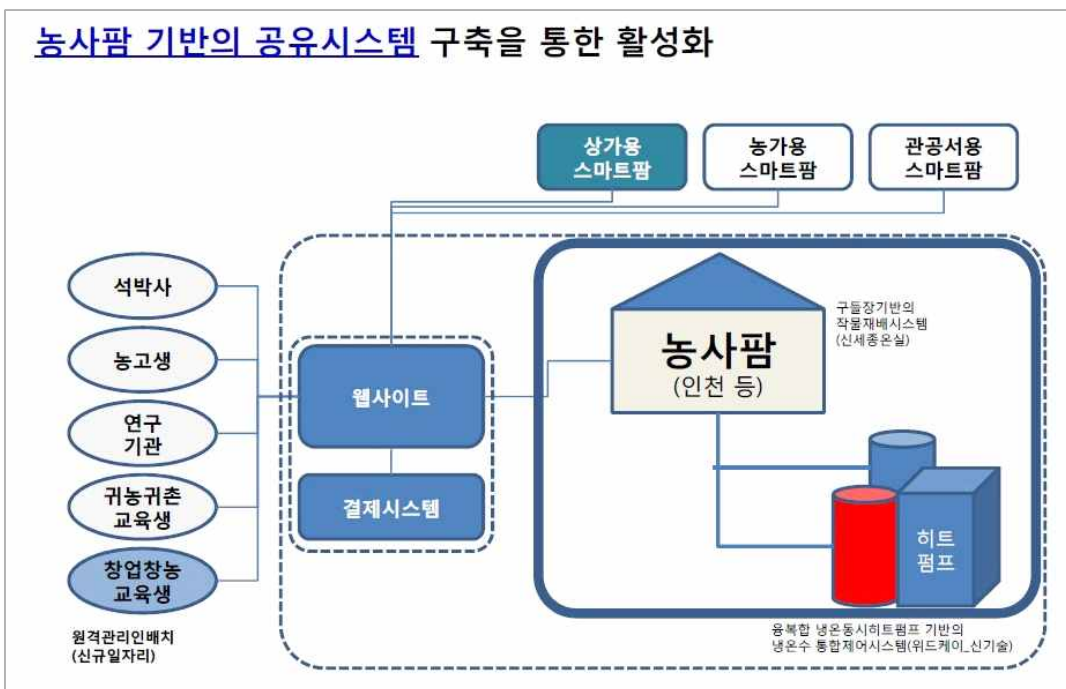 농사팜 기반의 공유시스템 구축을 통한 활성화
상가용
스마트팜
농가용
스마트팜
관공서용
스마트팜
석박사
농고생
연구
기관
귀농귀촌
교육생
창업창농
교육생
원격관리인배치
(신규일자리)
웹사이트
결제시스템
농사팜
(인천 등)
구들장기반의
작물재배시스템
(신세종온실)
히트
펌프
융복합 냉온동시히트펌프 기반의
냉온수 통합제어시스템(위드케이_신기술)